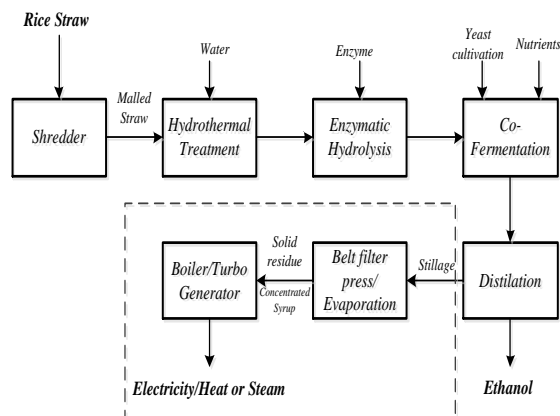 Rice Straw
Water
Enzyme
Yeast
cultivation
Nutrients
Shredder
Malled
Straw
Hydrothermal
Treatment
Enzymatic
Hydrolysis
Co-
Fermentation
Boiler/Turbo
Generator
Solid
residue
Concentrated
Syrup
Belt filter
press/
Evaporation
Stillage
Distilation
Electricity/Heat or Steam
Ethanol